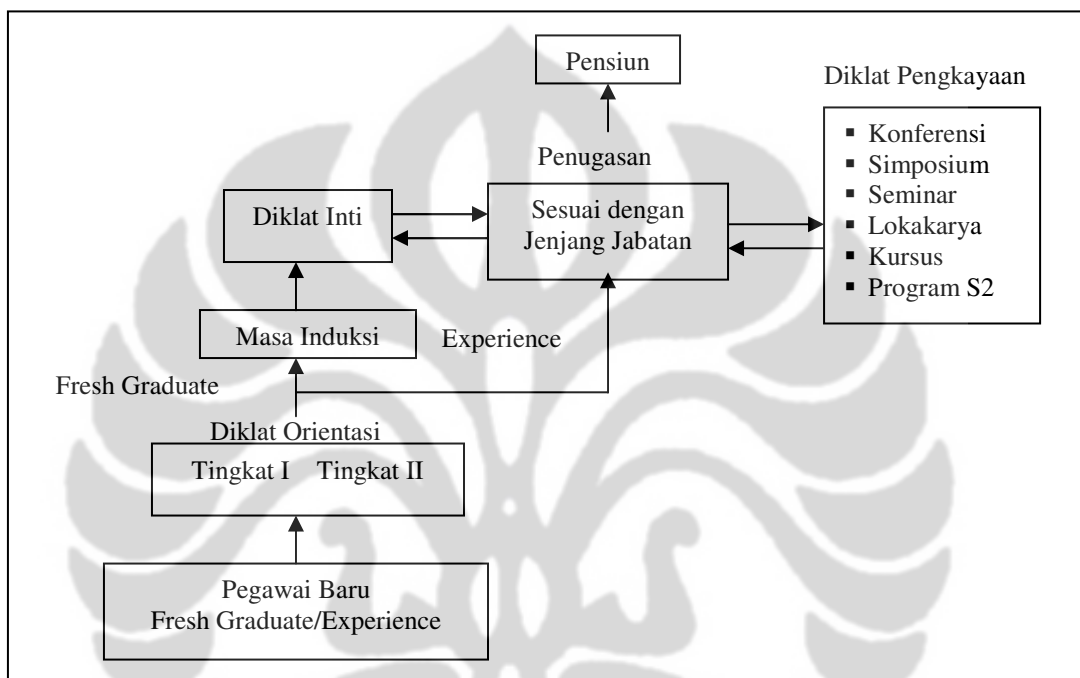 Pensiun
Diklat Pengkayaan
Penugasan
▪ Konferensi
▪ Simposium
▪ Seminar
▪ Lokakarya
▪ Kursus
▪ Program S2
Diklat Inti
Sesuai dengan
Jenjang Jabatan
Masa Induksi
Experience
Fresh Graduate
Diklat Orientasi
Tingkat I Tingkat II
Pegawai Baru
Fresh Graduate/Experience